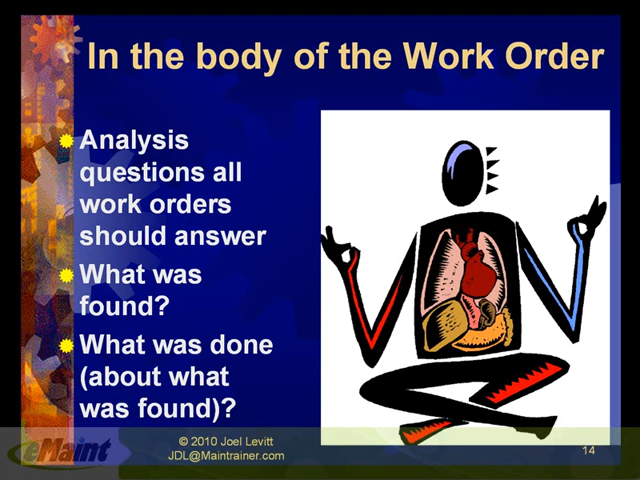 In the body of the Work Order
Analysis
questions all
work orders
should answer
What was
found?
What was done
(about what
was found)?
eMaint
© 2010 Joel Levitt
JDL@Maintrainer.com
14